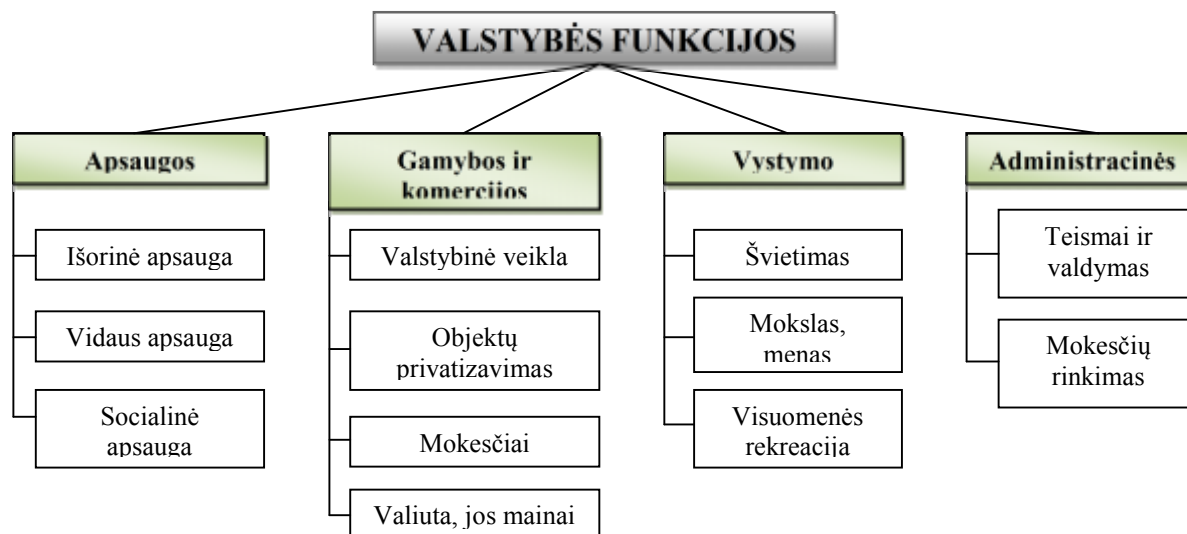 VALSTYBĖS FUNKCIJOS
Apsaugos
Išorinė apsauga
Vidaus apsauga
Socialinė
apsauga
Gamybos ir
komercijos
Valstybinė veikla
Objektų
privatizavimas
Mokesčiai
Valiuta, jos mainai
Vystymo
Švietimas
Mokslas,
menas
Visuomenės
rekreacija
Administracinės
Teismai ir
valdymas
Mokesčių
rinkimas